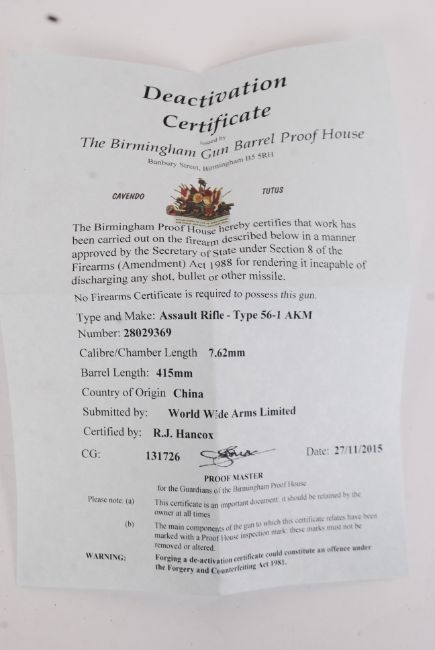 Deactivation
Certificate
issued by
The Birmingham Gun Barrel Proof House
Banbury Street, Birmingham B5 5RH
CAVENDO TUTUS
The Birmingham Proof House hereby certifies that work has
been carried out on the firearm described below in a manner
approved by the Secretary of State under Section 8 of the
Firearms (Amendment) Act 1988 for rendering it incapable of
discharging any shot, bullet or other missile.
No Firearms Certificate is required to possess this gun.
Type and Make: Assault Rifle - Type 56-1 AKM
Number: 28029369
Calibre/Chamber Length 7.62mm
Barrel Length: 415mm
Country of Origin China
Submitted by: World Wide Arms Limited
Certified by: R.J. Hancox
CG: 131726 Date: 27/11/2015
PROOF MASTER
for the Guardians of the Birmingham Proof House
Please note: (a) This certificate is an important document: it should be retained by the
owner at all times
(b) The main components of the gun to which this certificate relates have been
marked with a Proof House inspection mark: these marks must not be
removed or altered.
WARNING: Forging a de-activation certificate could constitute an offence under
the Forgery and Counterfeiting Act 1981.